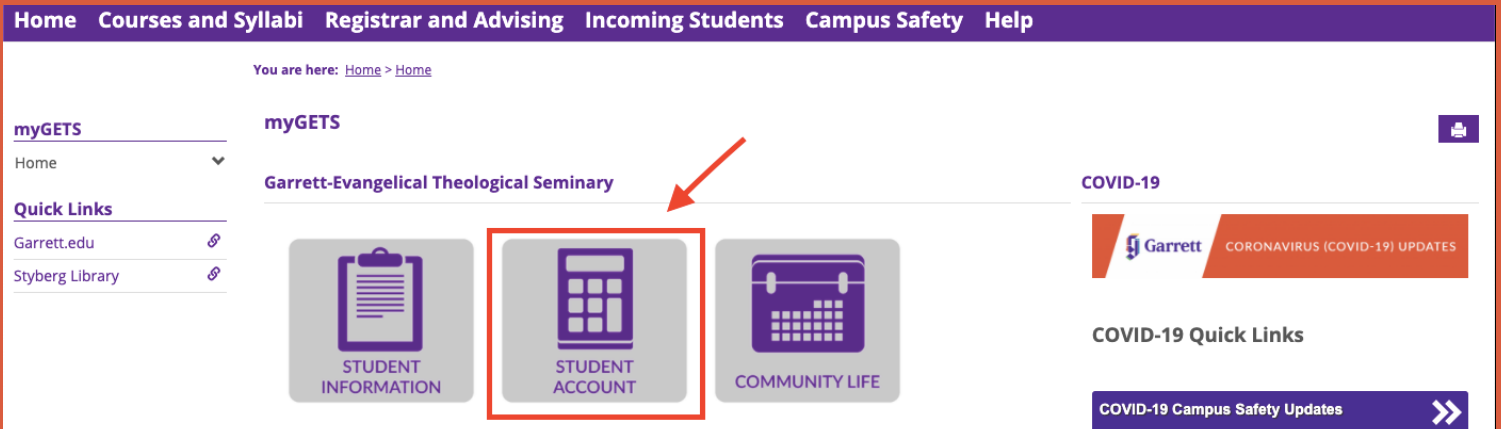 Home Courses and Syllabi Registrar and Advising Incoming Students Campus Safety Help
You are here: Home > Home
myGETS
Home
Quick Links
Garrett.edu
Styberg Library
myGETS
Garrett-Evangelical Theological Seminary
STUDENT
INFORMATION
STUDENT
ACCOUNT
COMMUNITY LIFE
COVID-19
Garrett CORONAVIRUS (COVID-19) UPDATES
COVID-19 Quick Links
COVID-19 Campus Safety Updates